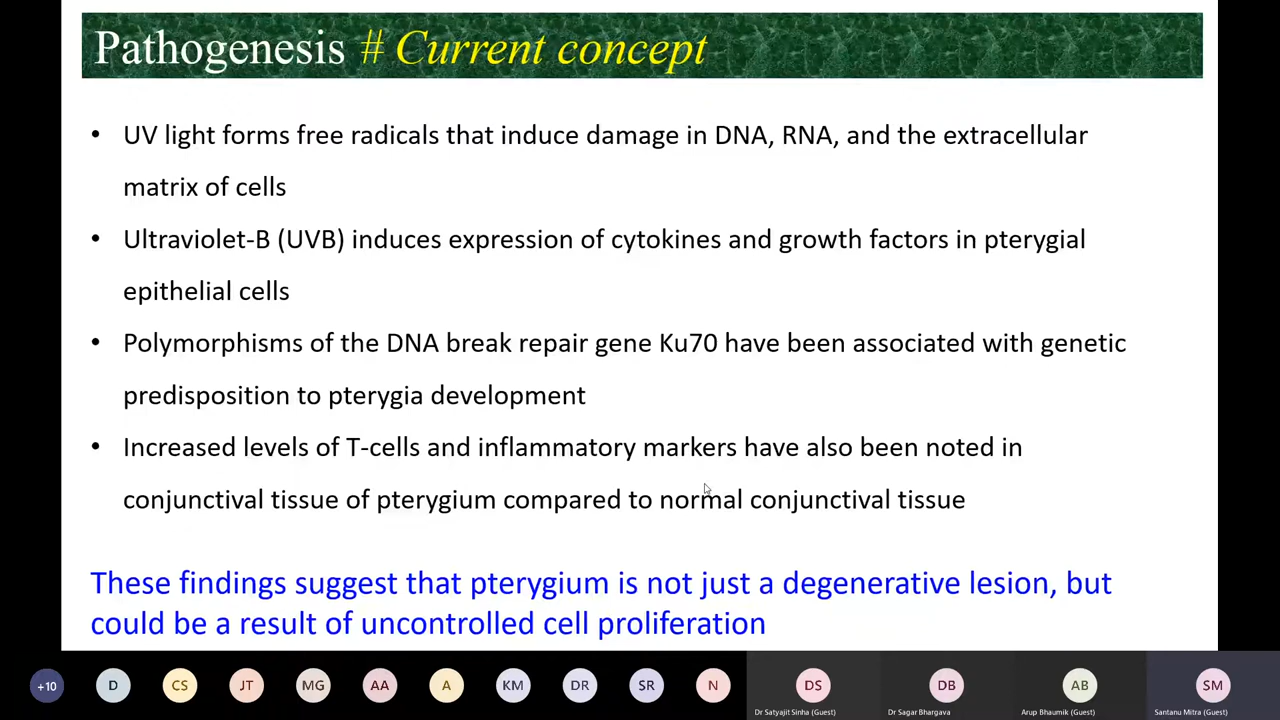 Pathogenesis # Current concept
• UV light forms free radicals that induce damage in DNA, RNA, and the extracellular
matrix of cells
• Ultraviolet-B (UVB) induces expression of cytokines and growth factors in pterygial
epithelial cells
• Polymorphisms of the DNA break repair gene Ku70 have been associated with genetic
predisposition to pterygia development
• Increased levels of T-cells and inflammatory markers have also been noted in
conjunctival tissue of pterygium compared to normal conjunctival tissue
These findings suggest that pterygium is not just a degenerative lesion, but
could be a result of uncontrolled cell proliferation
+10 D CS JT MG AA A KM DR SR N DS DB AB SM
Dr Satyajit Sinha (Guest) Dr Sagar Bhargava Arup Bhaumik (Guest) Santanu Mitra (Guest)